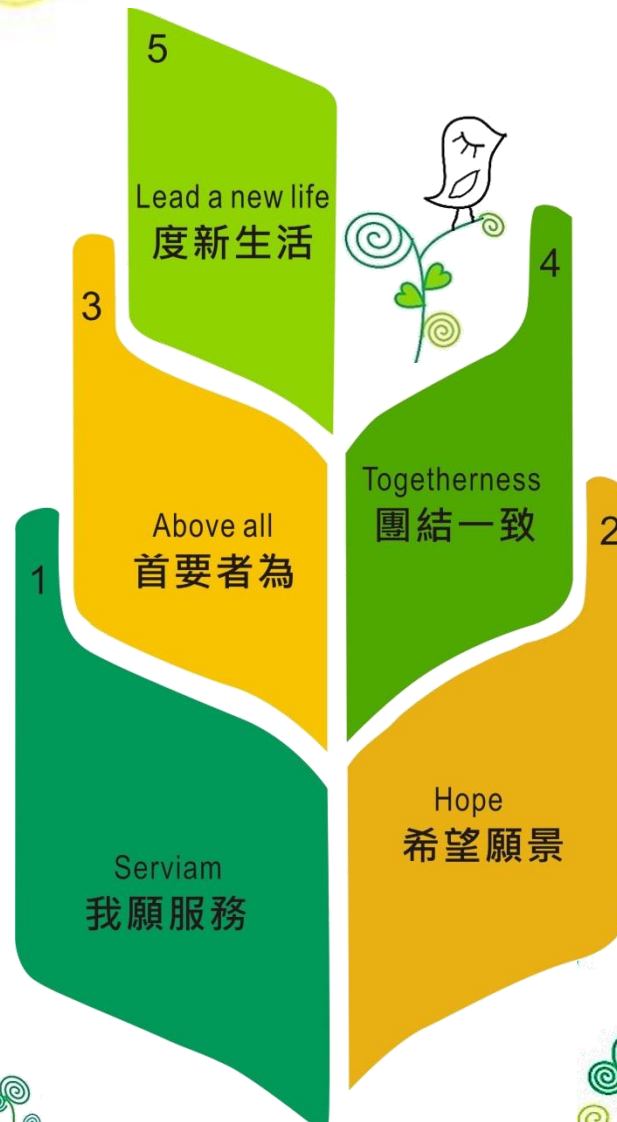 5
Lead a new life
度新生活
3
4
Above all
首要者為
Togetherness
團結一致
1
2
Serviam
我願服務
Hope
希望願景